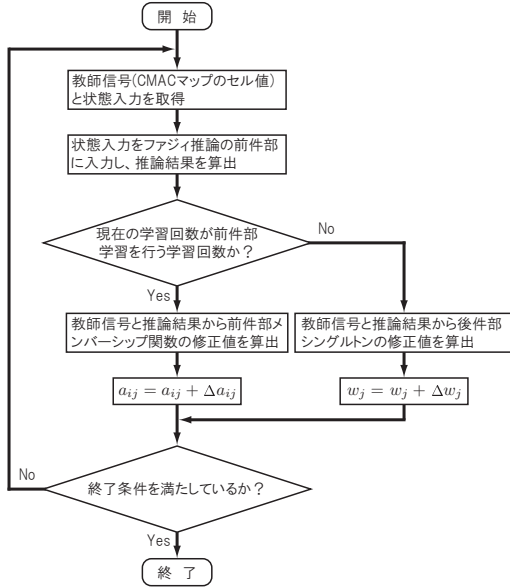 開 始
教師信号(CMACマップのセル値)
と状態入力を取得
状態入力をファジィ推論の前件部
に入力し、推論結果を算出
現在の学習回数が前件部
学習を行う学習回数か？
No
Yes
教師信号と推論結果から前件部メ
ンバーシップ関数の修正値を算出
教師信号と推論結果から後件部
シングルトンの修正値を算出
a_{ij} = a_{ij} + Δa_{ij}
w_j = w_j + Δw_j
No
終了条件を満たしているか？
Yes
終 了